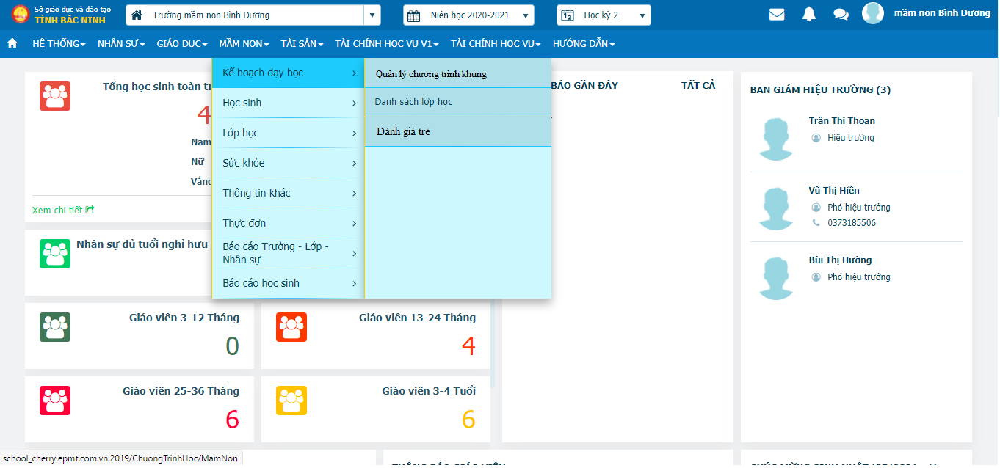 Sở giáo dục và đào tạo
TỈNH BẮC NINH
Trường mầm non Bình Dương
Niên học 2020-2021
Học kỳ 2
mầm non Bình Dương
HỆ THỐNG
NHÂN SỰ
GIÁO DỤC
MẦM NON
TÀI SẢN
TÀI CHÍNH HỌC VỤ V1
TÀI CHÍNH HỌC VỤ
HƯỚNG DẪN
Kế hoạch dạy học
Học sinh
Lớp học
Sức khỏe
Thông tin khác
Thực đơn
Báo cáo Trường - Lớp -
Nhân sự
Báo cáo học sinh
Quản lý chương trình khung
Danh sách lớp học
Đánh giá trẻ
Tổng học sinh toàn
4
Nam
Nữ
Vắng
Xem chi tiết
Nhân sự đủ tuổi nghỉ hưu
Giáo viên 3-12 Tháng
0
Giáo viên 13-24 Tháng
4
Giáo viên 25-36 Tháng
6
Giáo viên 3-4 Tuổi
6
BÁO GẦN ĐÂY
TẤT CẢ
BAN GIÁM HIỆU TRƯỜNG (3)
Trần Thị Thoan
Hiệu trưởng
Vũ Thị Hiền
Phó hiệu trưởng
0373185506
Bùi Thị Hường
Phó hiệu trưởng
school_cherry.epmt.com.vn:2019/ChuongTrinhHoc/MamNon